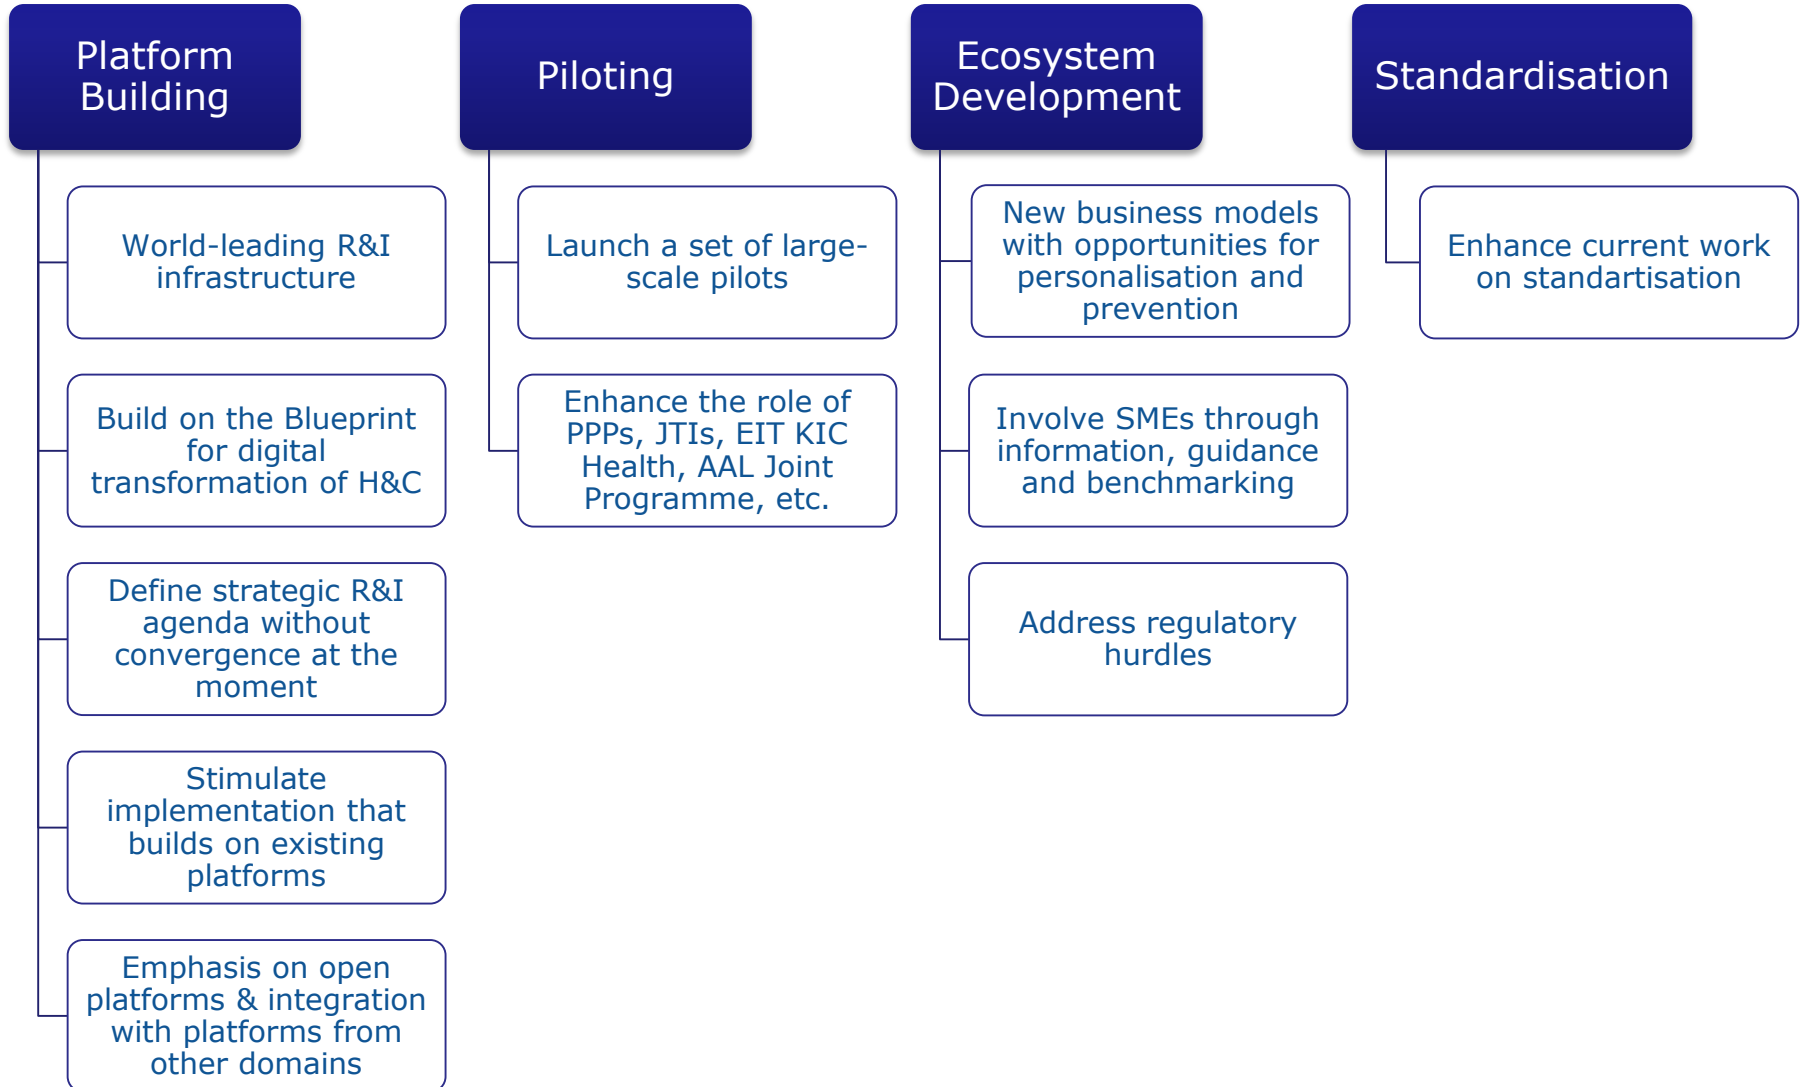 Platform
Building
World-leading R&I
infrastructure
Build on the Blueprint
for digital
transformation of H&C
Define strategic R&I
agenda without
convergence at the
moment
Stimulate
implementation that
builds on existing
platforms
Emphasis on open
platforms & integration
with platforms from
other domains
Piloting
Launch a set of large-
scale pilots
Enhance the role of
PPPs, JTIs, EIT KIC
Health, AAL Joint
Programme, etc.
Ecosystem
Development
New business models
with opportunities for
personalisation and
prevention
Involve SMEs through
information, guidance
and benchmarking
Address regulatory
hurdles
Standardisation
Enhance current work
on standartisation